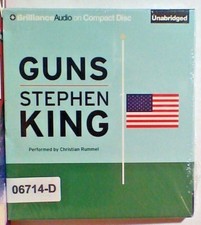 Brilliance Audio on Compact Disc
Unabridged
GUNS
STEPHEN
KING
Performed by Christian Rummel
06714-D